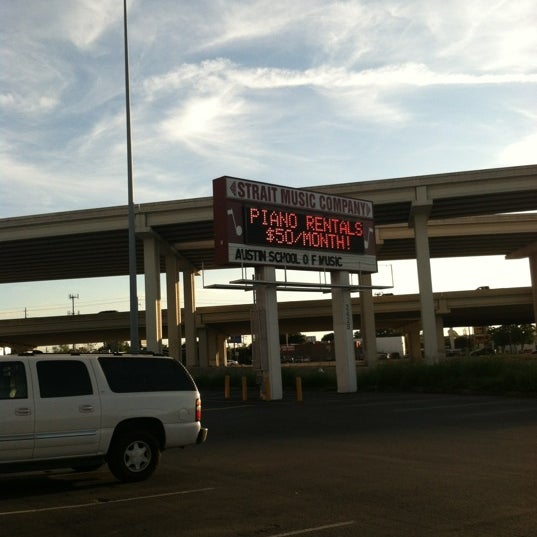 STRAIT MUSIC COMPANY
PIANO RENTALS
$50/MONTH!
AUSTIN SCHOOL OF MUSIC